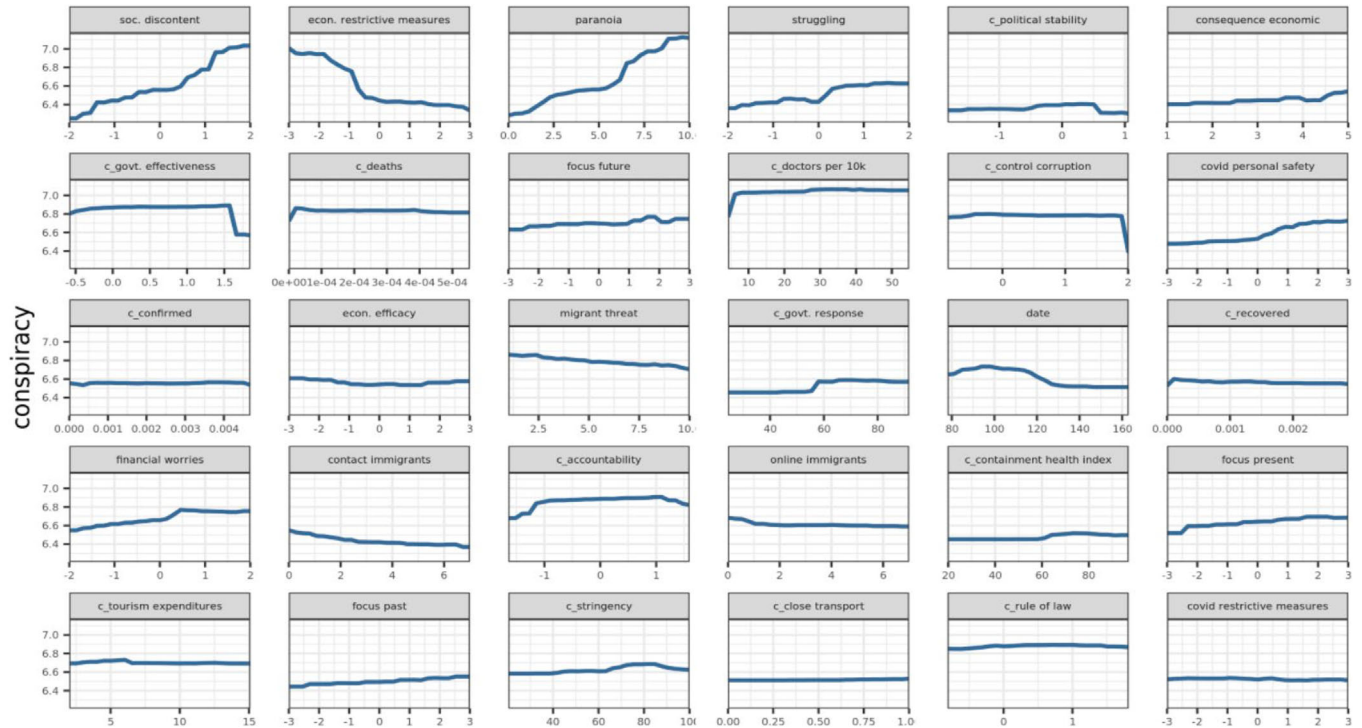 soc. discontent econ. restrictive measures paranoia struggling c_political stability consequence economic
7.0
6.8
6.6
6.4
-2 -1 0 1 2 -3 -2 -1 0 1 2 3 0.0 2.5 5.0 7.5 10. -2 -1 0 1 2 -1 0 1 1 2 3 4 5
c_govt. effectiveness c_deaths focus future c_doctors per 10k c_control corruption covid personal safety
7.0
6.8
6.6
6.4
-0.5 0.0 0.5 1.0 1.5 0e+001e-04 2e-04 3e-04 4e-04 5e-04 -3 -2 -1 0 1 2 3 10 20 30 40 50 0 1 2 -3 -2 -1 0 1 2 3
conspiracy
c_confirmed econ. efficacy migrant threat c_govt. response date c_recovered
7.0
6.8
6.6
6.4
0.000 0.001 0.002 0.003 0.004 -3 -2 -1 0 1 2 3 2.5 5.0 7.5 10. 40 60 80 80 100 120 140 160 0.000 0.001 0.002
financial worries contact immigrants c_accountability online immigrants c_containment health index focus present
7.0
6.8
6.6
6.4
-2 -1 0 1 2 0 2 4 6 -1 0 1 0 2 4 6 20 40 60 80 -3 -2 -1 0 1 2 3
c_tourism expenditures focus past c_stringency c_close transport c_rule of law covid restrictive measures
7.0
6.8
6.6
6.4
5 10 15 -3 -2 -1 0 1 2 3 40 60 80 100 0.00 0.25 0.50 0.75 1.0 0 1 -3 -2 -1 0 1 2 3